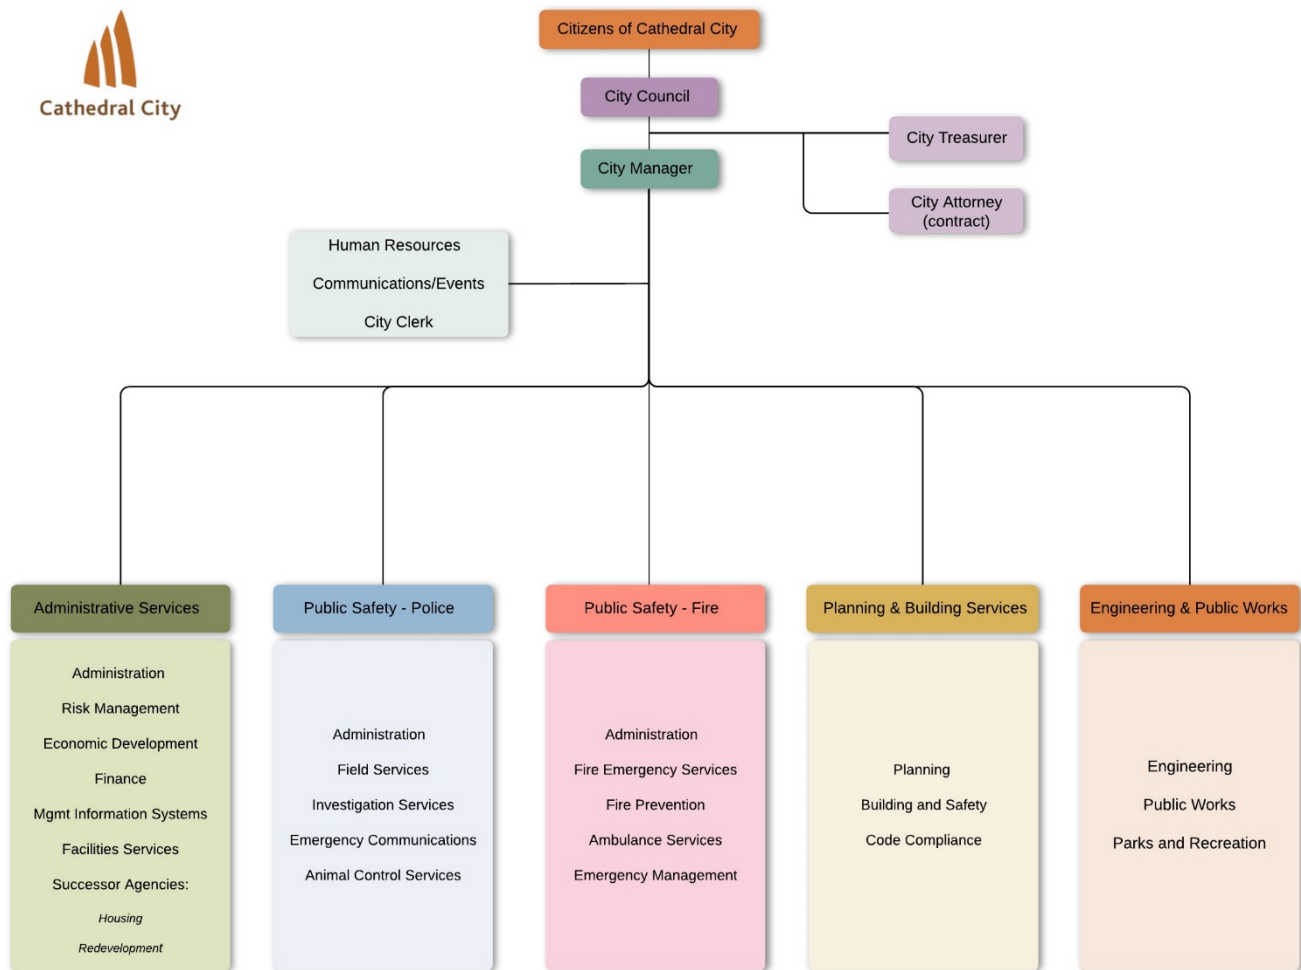 Citizens of Cathedral City
Cathedral City
City Council
City Treasurer
City Manager
City Attorney
(contract)
Human Resources
Communications/Events
City Clerk
Administrative Services
Administration
Risk Management
Economic Development
Finance
Mgmt Information Systems
Facilities Services
Successor Agencies:
Housing
Redevelopment
Public Safety - Police
Administration
Field Services
Investigation Services
Emergency Communications
Animal Control Services
Public Safety - Fire
Administration
Fire Emergency Services
Fire Prevention
Ambulance Services
Emergency Management
Planning & Building Services
Planning
Building and Safety
Code Compliance
Engineering & Public Works
Engineering
Public Works
Parks and Recreation